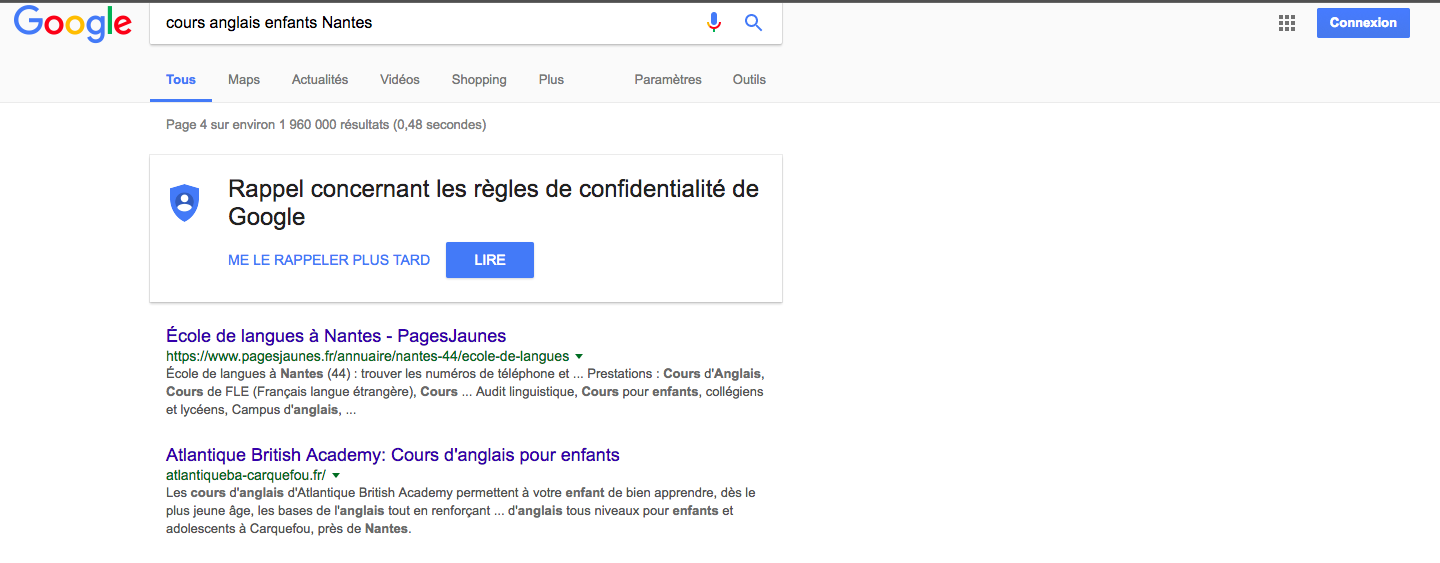 Google
cours anglais enfants Nantes
Connexion
Tous Maps Actualités Vidéos Shopping Plus Paramètres Outils
Page 4 sur environ 1 960 000 résultats (0,48 secondes)
Rappel concernant les règles de confidentialité de
Google
ME LE RAPPELER PLUS TARD LIRE
École de langues à Nantes - PagesJaunes
https://www.pagesjaunes.fr/annuaire/nantes-44/ecole-de-langues
École de langues à Nantes (44) : trouver les numéros de téléphone et ... Prestations : Cours d'Anglais,
Cours de FLE (Français langue étrangère), Cours ... Audit linguistique, Cours pour enfants, collégiens
et lycéens, Campus d'anglais, ...
Atlantique British Academy: Cours d'anglais pour enfants
atlantiqueba-carquefou.fr/
Les cours d'anglais d'Atlantique British Academy permettent à votre enfant de bien apprendre, dès le
plus jeune âge, les bases de l'anglais tout en renforçant ... d'anglais tous niveaux pour enfants et
adolescents à Carquefou, près de Nantes.